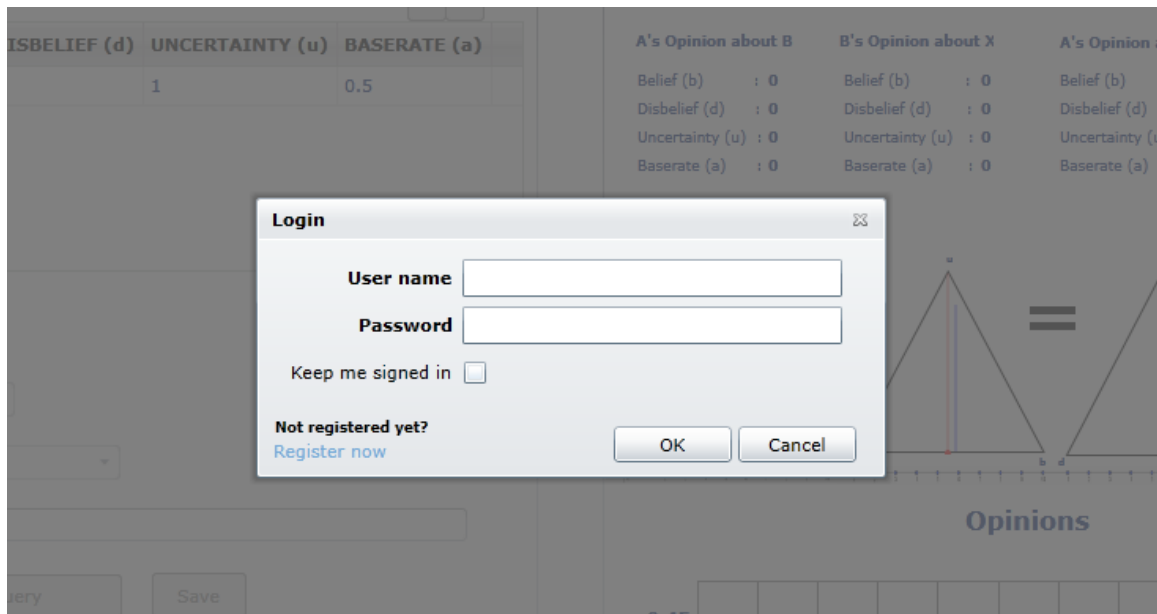 ISBELIEF (d) UNCERTAINTY (u) BASERATE (a)
1 0.5
A's Opinion about B B's Opinion about X A's Opinion
Belief (b) : 0 Belief (b) : 0 Belief (b)
Disbelief (d) : 0 Disbelief (d) : 0 Disbelief (d)
Uncertainty (u) : 0 Uncertainty (u) : 0 Uncertainty (u
Baserate (a) : 0 Baserate (a) : 0 Baserate (a)
Login
User name
Password
Keep me signed in
Not registered yet?
Register now
OK Cancel
u
=
b d
Opinions
uery Save